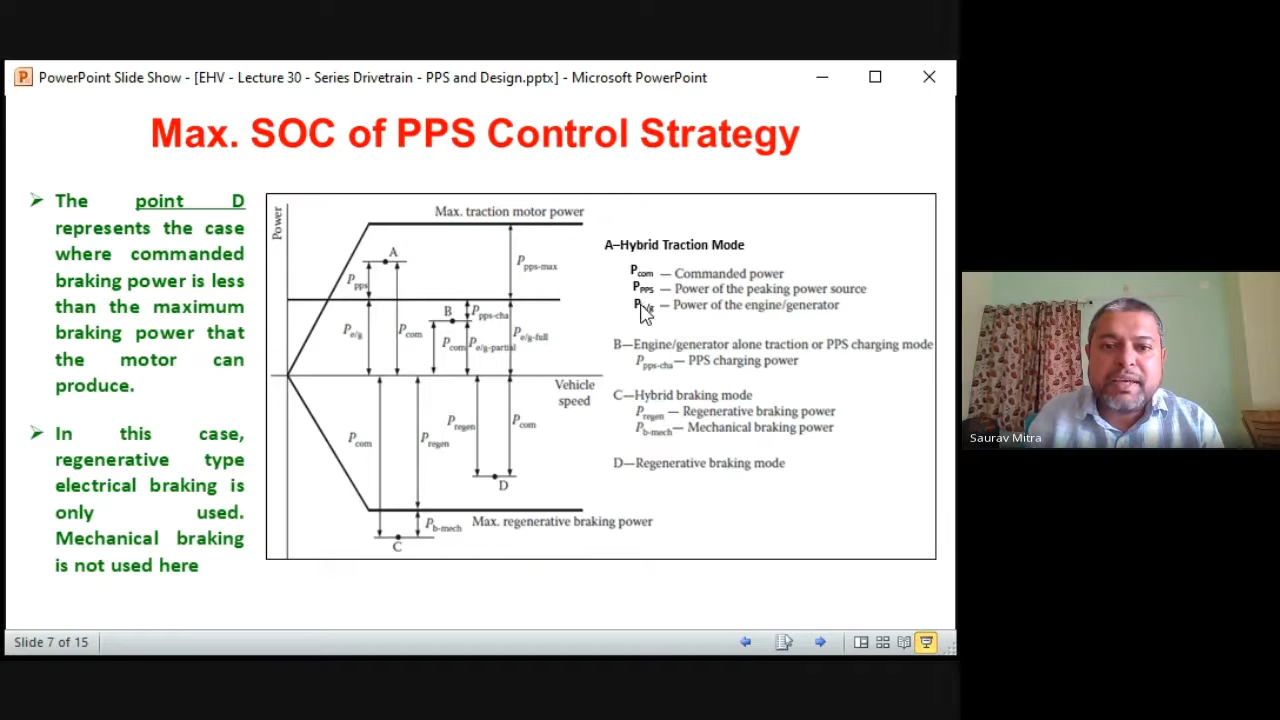 PowerPoint Slide Show - [EHV - Lecture 30 - Series Drivetrain - PPS and Design.pptx] - Microsoft PowerPoint
Max. SOC of PPS Control Strategy
The point D
represents the case
where commanded
braking power is less
than the maximum
braking power that
the motor can
produce.
In this case,
regenerative type
electrical braking is
only used.
Mechanical braking
is not used here
Power
Max. traction motor power
A
Ppps-max
Ppps
B
Ppps-cha
Pe/g
Pcom
Pcom
Pe/g-partial
Pe/g-full
Vehicle
speed
Pregen
Pcom
Pcom
Pregen
D
Pb-mech
Max. regenerative braking power
C
A–Hybrid Traction Mode
Pcom — Commanded power
PPPS — Power of the peaking power source
Pe/g — Power of the engine/generator
B—Engine/generator alone traction or PPS charging mode
Ppps-cha — PPS charging power
C—Hybrid braking mode
Pregen — Regenerative braking power
Pb-mech — Mechanical braking power
D—Regenerative braking mode
Saurav Mitra
Slide 7 of 15